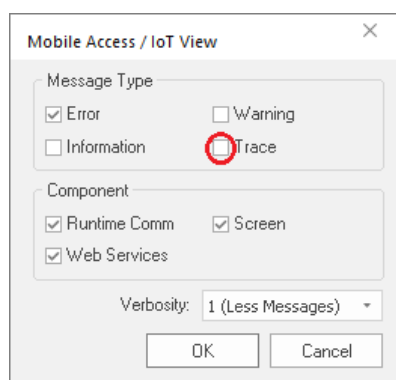 Mobile Access / IoT View
Message Type
Error Warning
Information Trace
Component
Runtime Comm Screen
Web Services
Verbosity: 1 (Less Messages)
OK Cancel